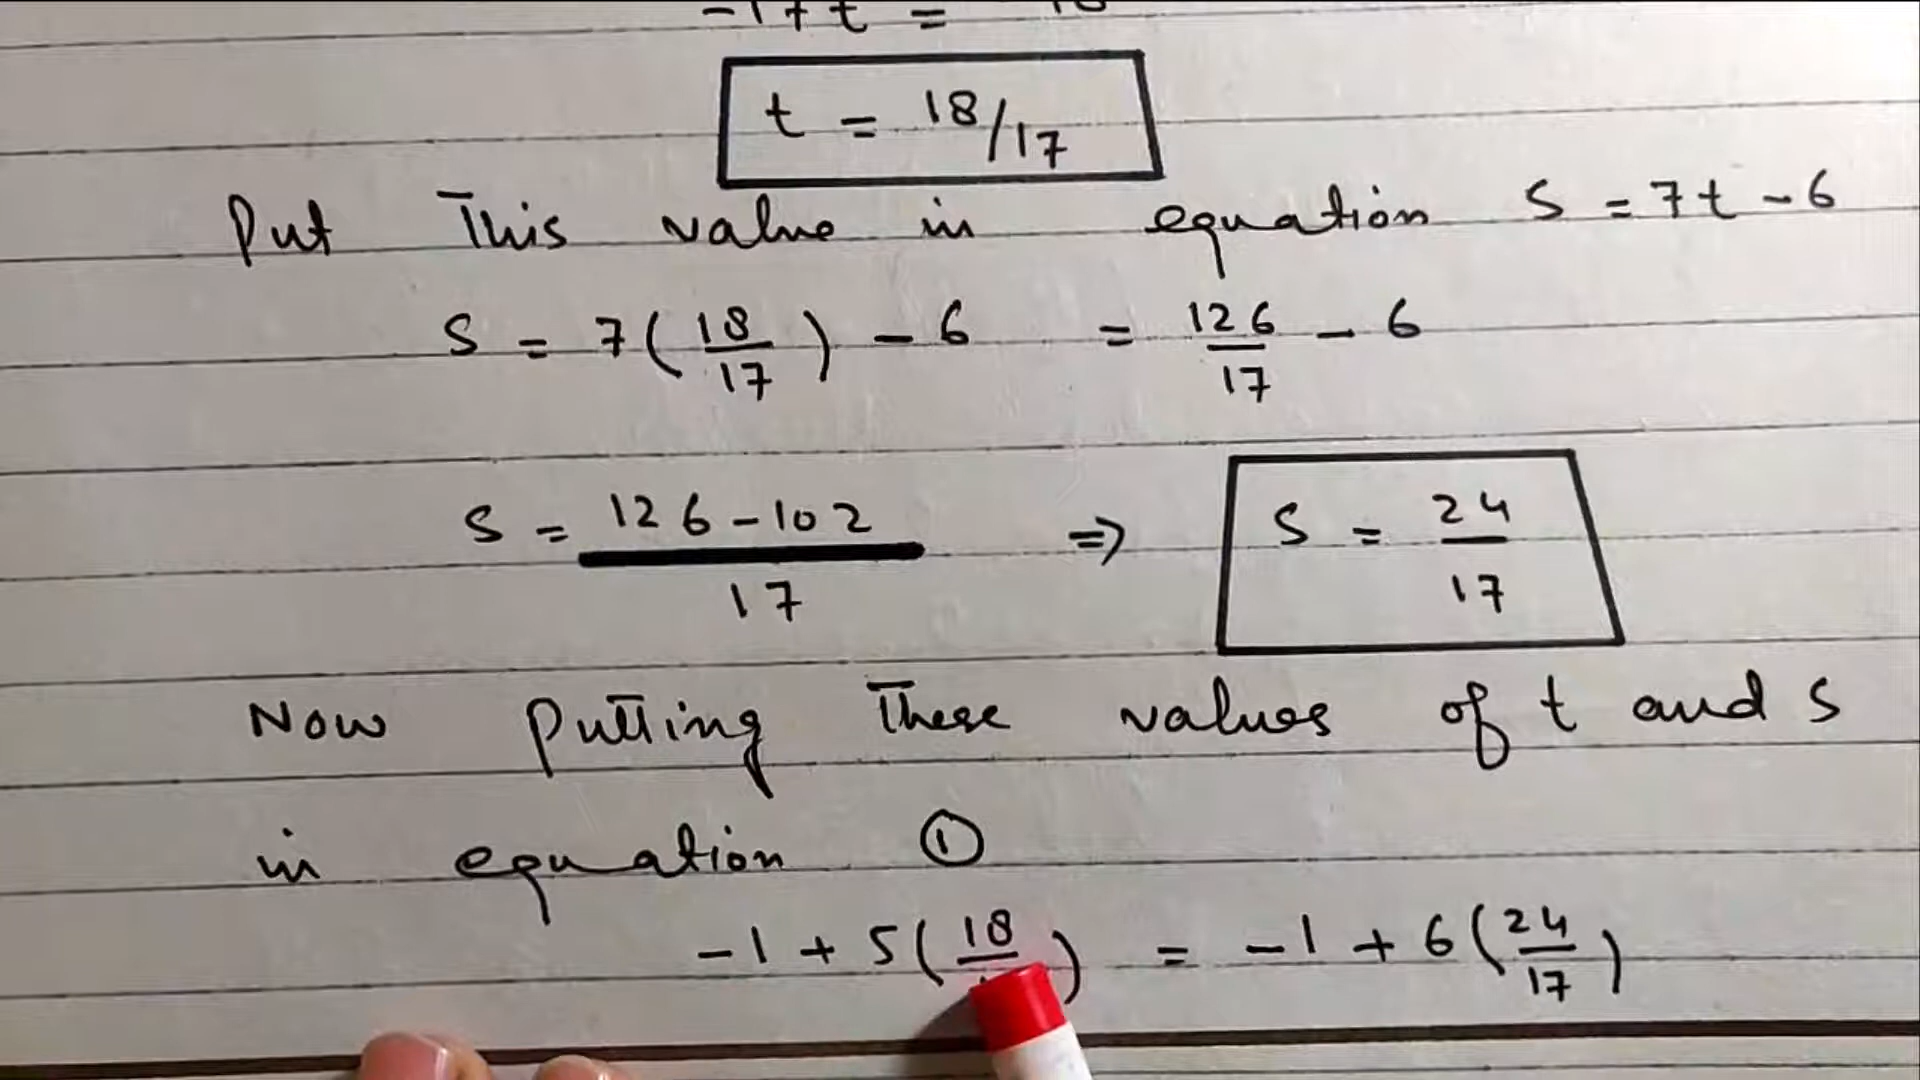 t = 18/17
Put This value in equation S = 7t - 6
S = 7(18/17) - 6 = 126/17 - 6
S = 126-102/17 ⇒ S = 24/17
Now putting these values of t and S
in equation ①
-1 + 5(18/ ) = -1 + 6(24/17)